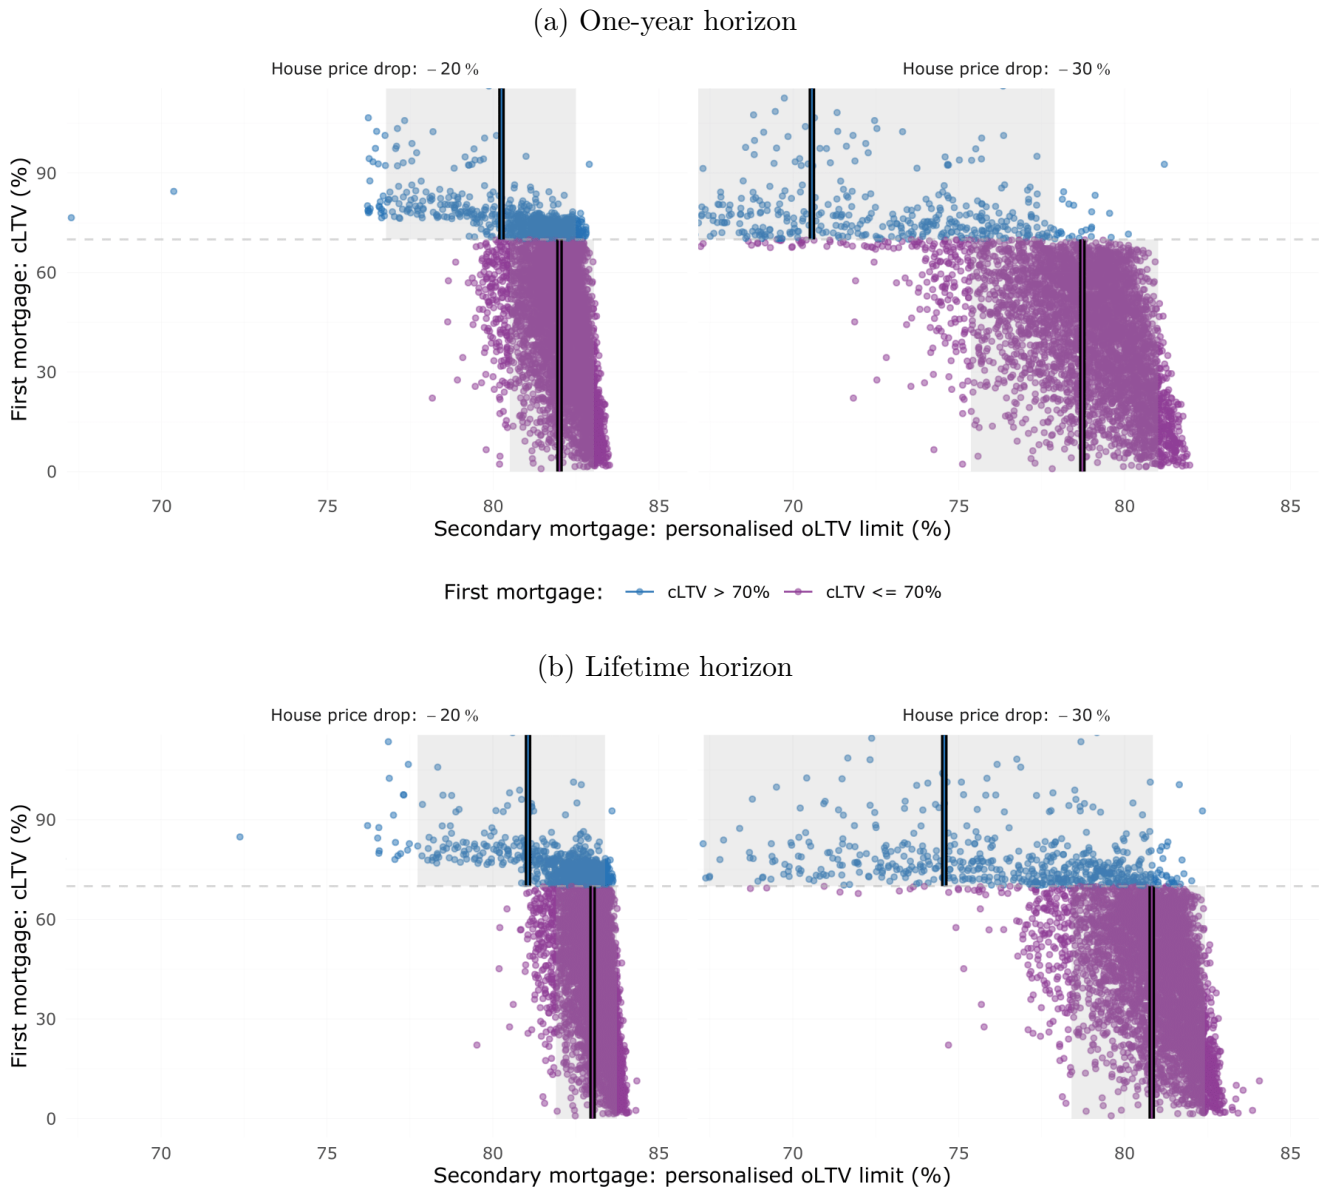 (a) One-year horizon
House price drop: −20 %
House price drop: −30 %
First mortgage: cLTV (%)
90
60
30
0
70
75
80
85
70
75
80
85
Secondary mortgage: personalised oLTV limit (%)
First mortgage:
cLTV > 70%
cLTV <= 70%
(b) Lifetime horizon
House price drop: −20 %
House price drop: −30 %
First mortgage: cLTV (%)
90
60
30
0
70
75
80
85
70
75
80
85
Secondary mortgage: personalised oLTV limit (%)